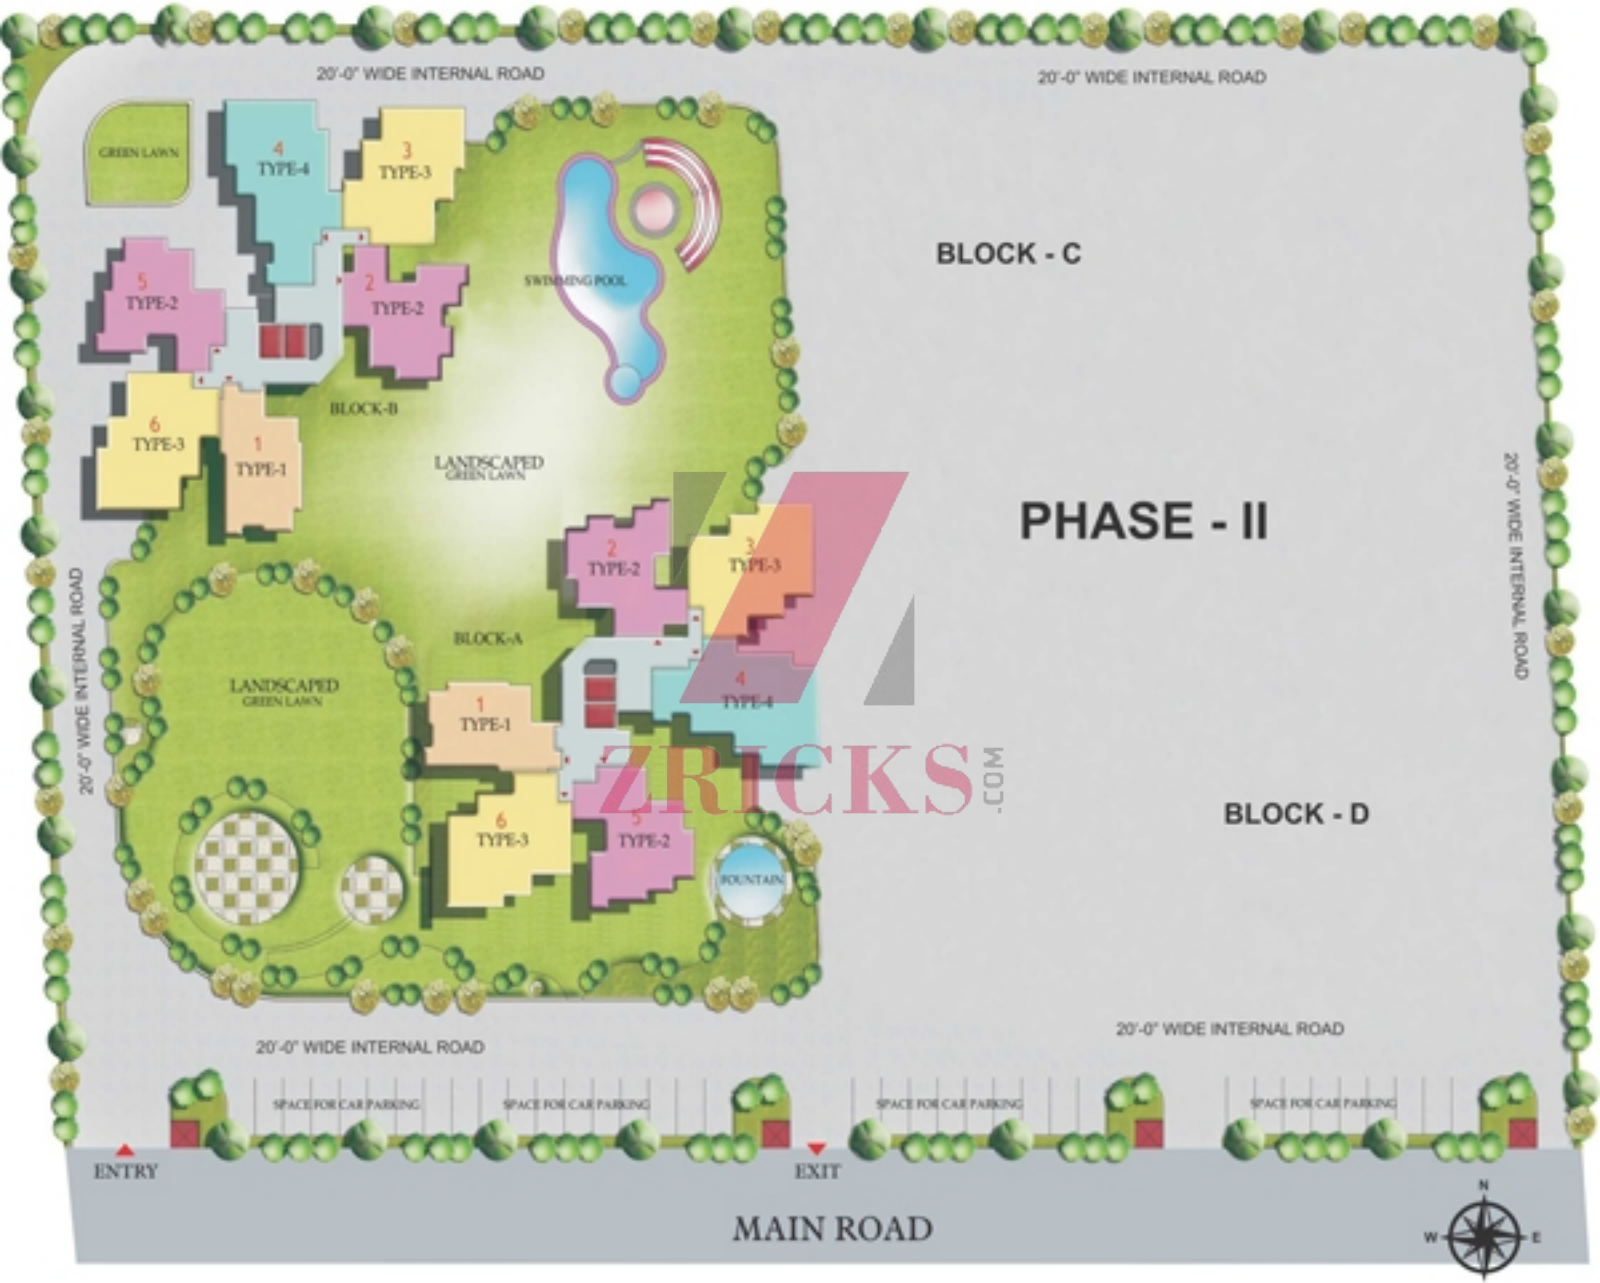 20'-0" WIDE INTERNAL ROAD
20'-0" WIDE INTERNAL ROAD
GREEN LAWN
4
TYPE-4
3
TYPE-3
5
TYPE-2
2
TYPE-2
SWIMMING POOL
BLOCK - C
BLOCK-B
6
TYPE-3
1
TYPE-1
LANDSCAPED
GREEN LAWN
PHASE - II
20'-0" WIDE INTERNAL ROAD
2
TYPE-2
3
TYPE-3
20'-0" WIDE INTERNAL ROAD
BLOCK-A
LANDSCAPED
GREEN LAWN
1
TYPE-1
4
TYPE-4
ZRICKS.COM
BLOCK - D
6
TYPE-3
5
TYPE-2
FOUNTAIN
20'-0" WIDE INTERNAL ROAD
20'-0" WIDE INTERNAL ROAD
SPACE FOR CAR PARKING
SPACE FOR CAR PARKING
SPACE FOR CAR PARKING
SPACE FOR CAR PARKING
ENTRY
EXIT
MAIN ROAD
N
W
E